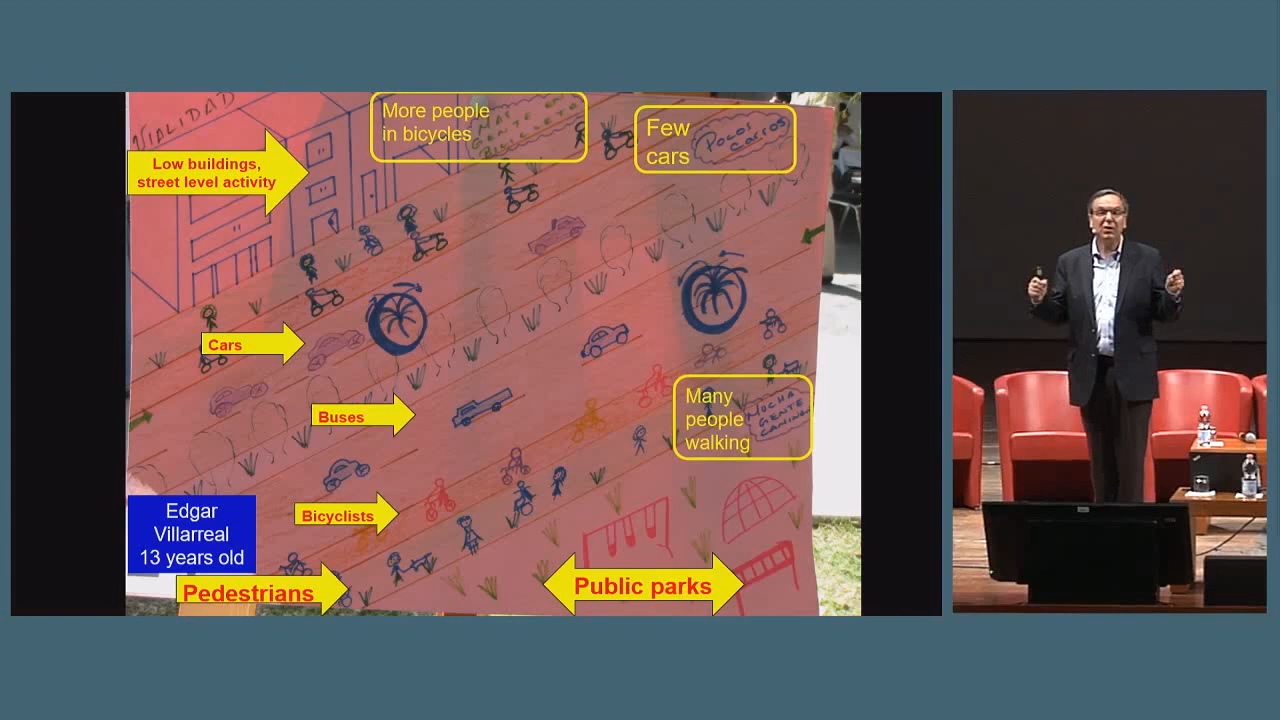 VIALIDAD
Low buildings,
street level activity
More people
in bicycles
Few
cars
POCOS
CARROS
Cars
Buses
Many
people
walking
MUCHA
GENTE
CAMINA
Bicyclists
Edgar
Villarreal
13 years old
Pedestrians
Public parks